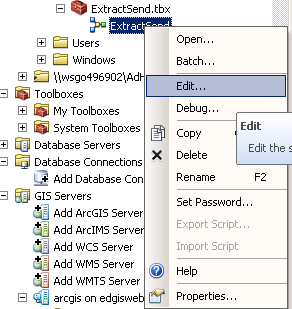 ExtractSend.tbx
ExtractSend
Users
Windows
\\wsgo496902\AdH
Toolboxes
My Toolboxes
System Toolboxes
Database Servers
Database Connections
Add Database Con
GIS Servers
Add ArcGIS Server
Add ArcIMS Server
Add WCS Server
Add WMS Server
Add WMTS Server
arcgis on edgisweb
Open...
Batch...
Edit...
Debug...
Copy
Delete
Rename F2
Set Password...
Export Script...
Import Script...
Help
Properties...
Edit
Edit the s